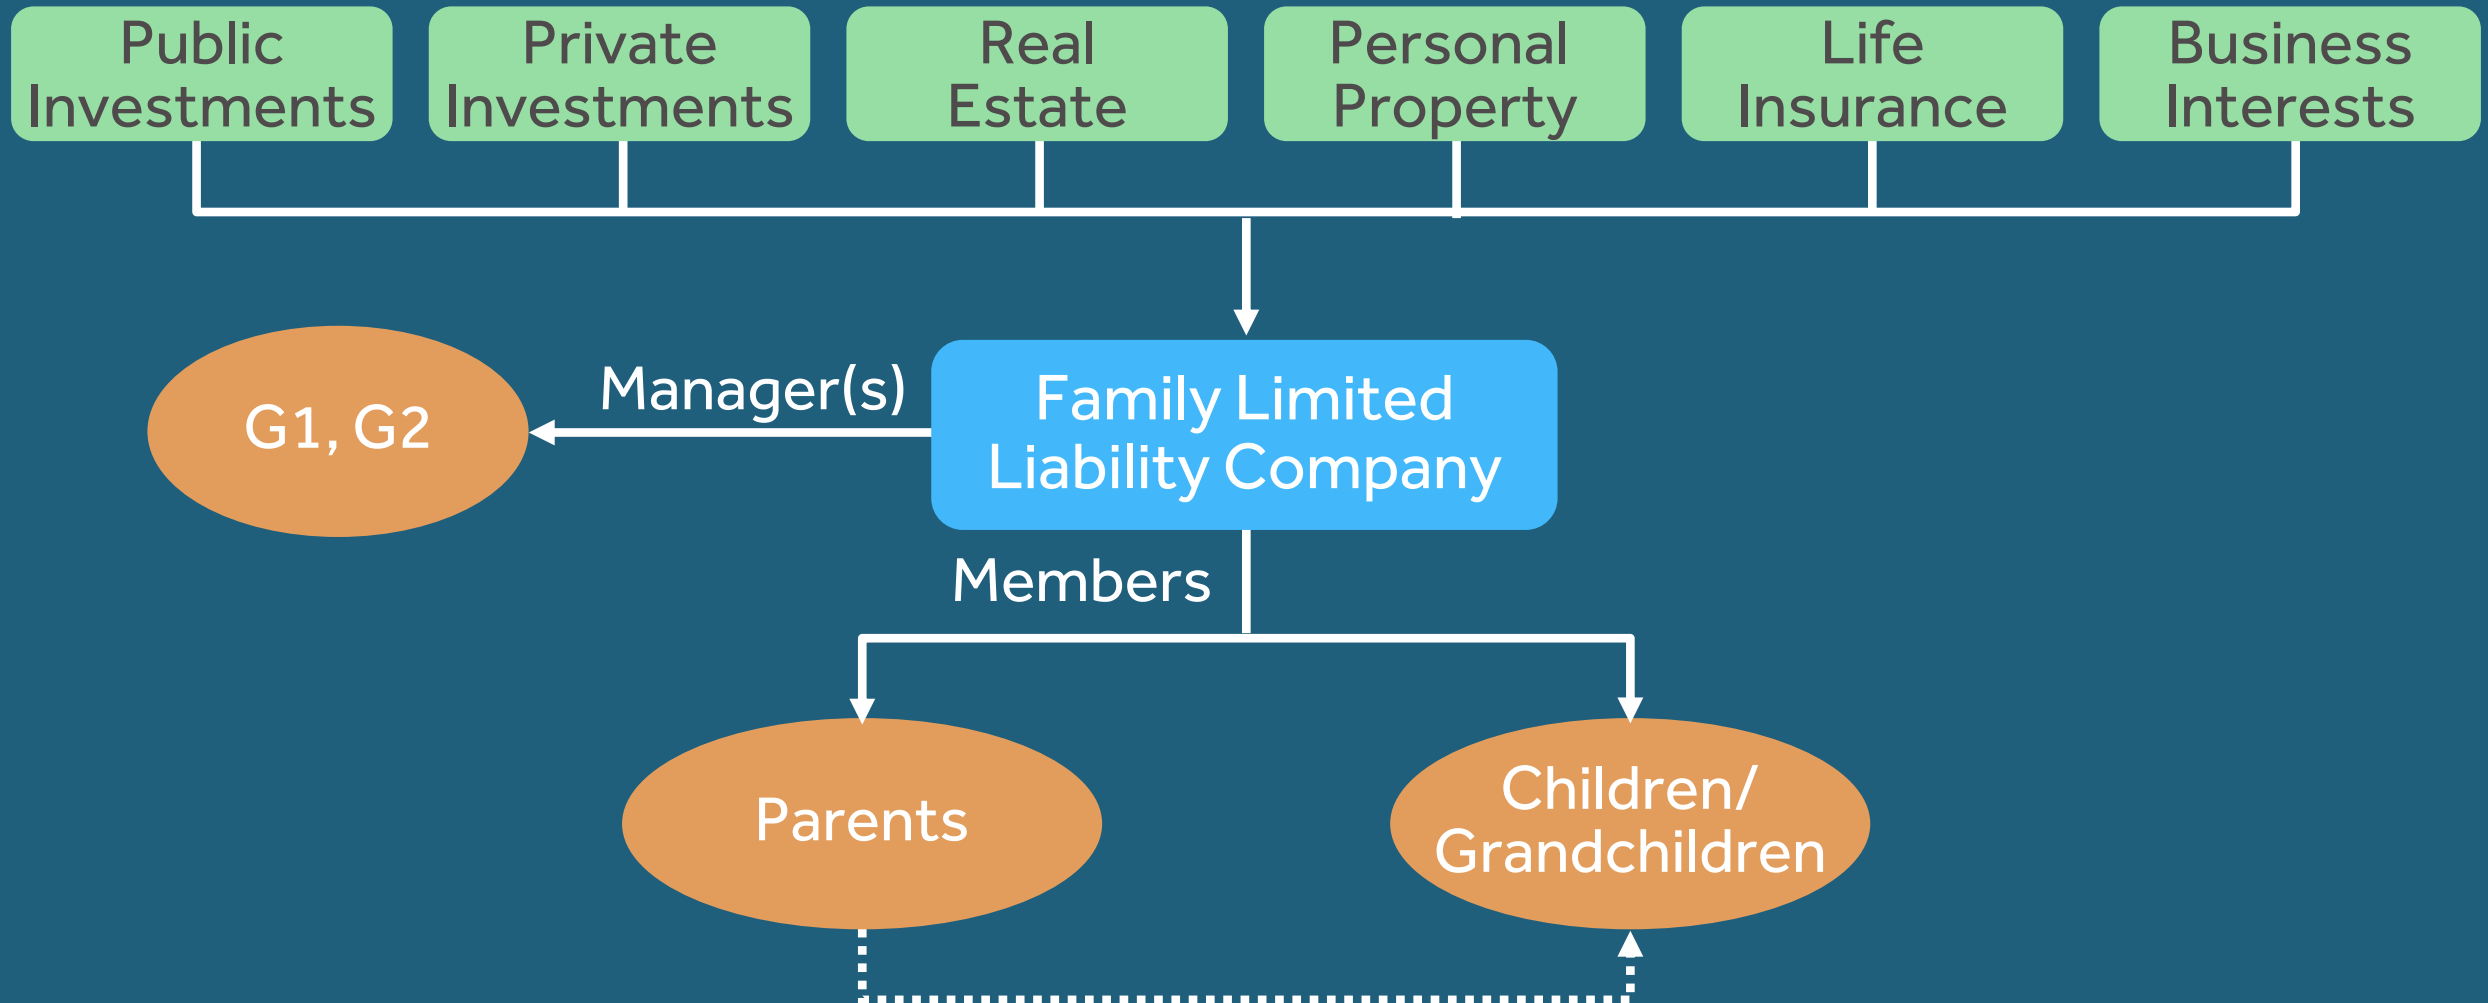 Public
Investments
Private
Investments
Real
Estate
Personal
Property
Life
Insurance
Business
Interests
G1, G2
Manager(s)
Family Limited
Liability Company
Members
Parents
Children/
Grandchildren